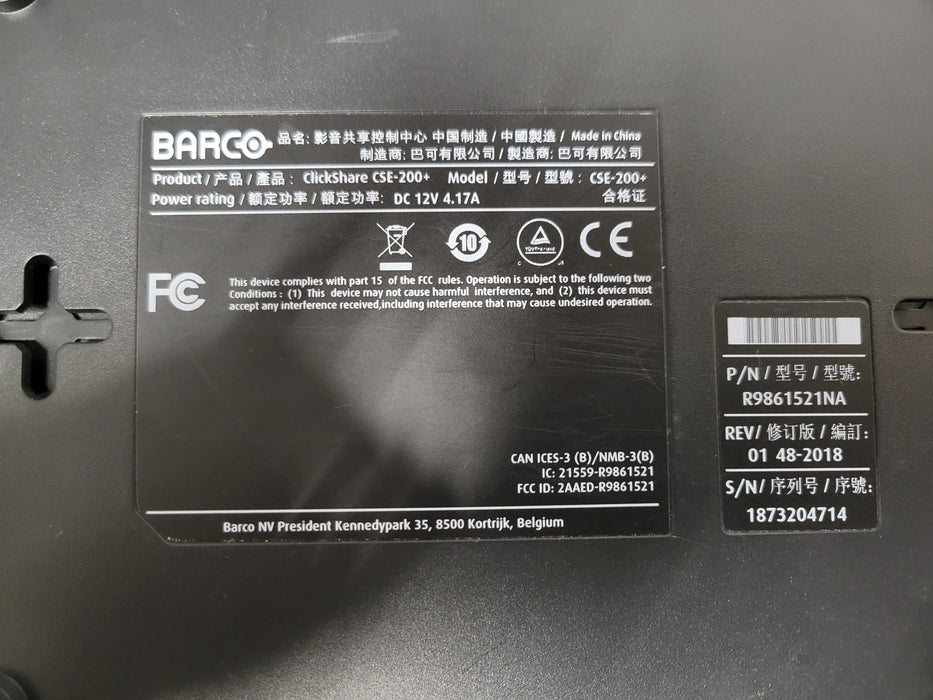 BARCO 品名: 影音共享控制中心 中国制造 / 中國製造 / Made in China
制造商: 巴可有限公司 / 製造商: 巴可有限公司
Product / 产品 / 產品 : ClickShare CSE-200+ Model / 型号 / 型號 : CSE-200+
Power rating / 额定功率 / 額定功率: DC 12V 4.17A 合格证
10
CE
FC This device complies with part 15 of the FCC rules. Operation is subject to the following two
Conditions : (1) This device may not cause harmful interference, and (2) this device must
accept any interference received,including interference that may cause undesired operation.
CAN ICES-3 (B)/NMB-3(B)
IC: 21559-R9861521
FCC ID: 2AAED-R9861521
Barco NV President Kennedypark 35, 8500 Kortrijk, Belgium
P/N / 型号 / 型號:
R9861521NA
REV/ 修订版 / 編訂:
01 48-2018
S/N/ 序列号 / 序號:
1873204714